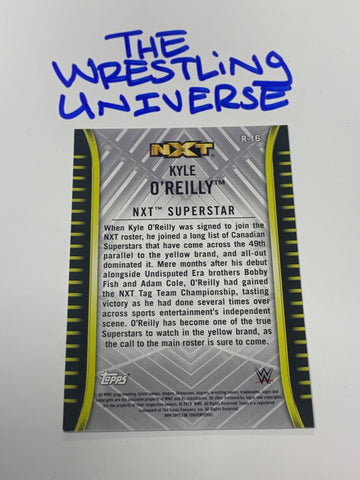 THE
WRESTLING
UNIVERSE
R-16
NXT
KYLE
O'REILLY™
NXT™ SUPERSTAR
When Kyle O'Reilly was signed to join the
NXT roster, he joined a long list of Canadian
Superstars that have come across the 49th
parallel to the yellow brand, and all-out
dominated it. Mere months after his debut
alongside Undisputed Era brothers Bobby
Fish and Adam Cole, O'Reilly had gained
the NXT Tag Team Championship, tasting
victory as he had done several times over
across sports entertainment's independent
scene. O'Reilly has become one of the true
Superstars to watch in the yellow brand, as
the call to the main roster is sure to come.
Topps
W